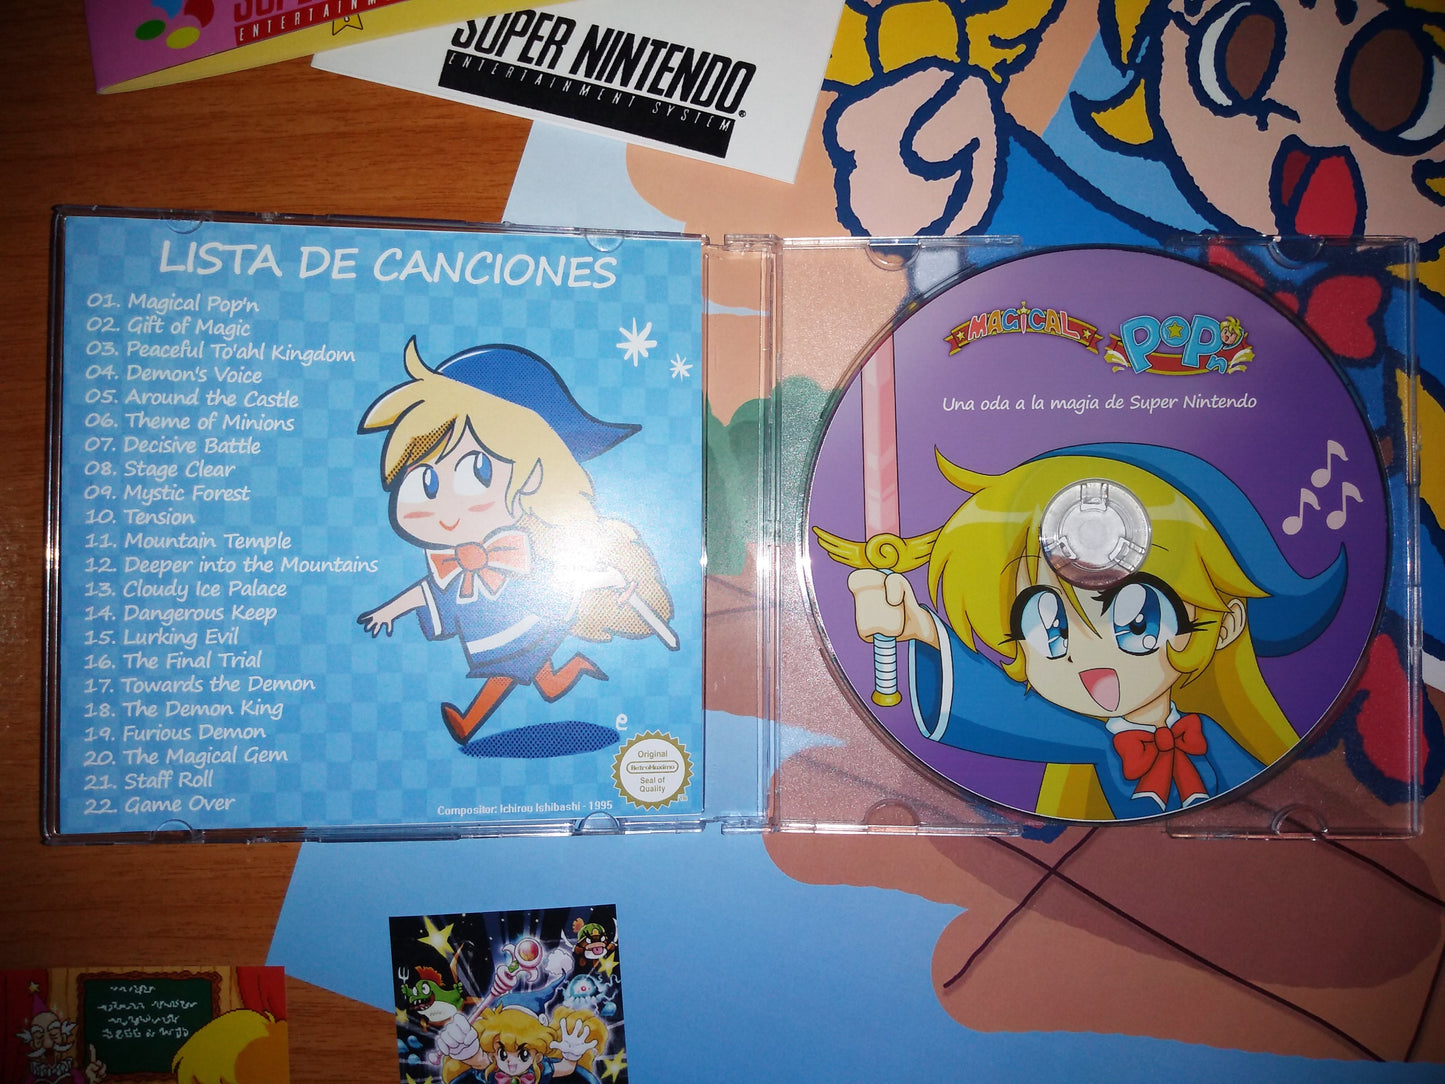 SUPER
ENTERTAINM
SUPER NINTENDO
ENTERTAINMENT SYSTEM
LISTA DE CANCIONES
01. Magical Pop'n
02. Gift of Magic
03. Peaceful To'ahl Kingdom
04. Demon's Voice
05. Around the Castle
06. Theme of Minions
07. Decisive Battle
08. Stage Clear
09. Mystic Forest
10. Tension
11. Mountain Temple
12. Deeper into the Mountains
13. Cloudy Ice Palace
14. Dangerous Keep
15. Lurking Evil
16. The Final Trial
17. Towards the Demon
18. The Demon King
19. Furious Demon
20. The Magical Gem
21. Staff Roll
22. Game Over
e
Original
RetroMaximo
Seal of
Quality
Compositor: Ichirou Ishibashi - 1995
MAGICAL
POPn
Una oda a la magia de Super Nintendo